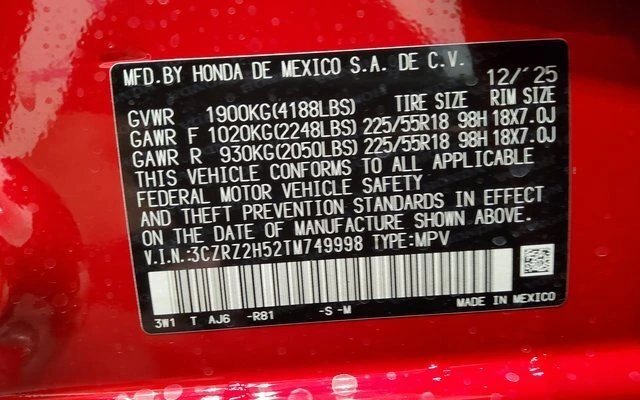 MFD.BY HONDA DE MEXICO S.A. DE C.V. 12/'25
TIRE SIZE RIM SIZE
GVWR 1900KG(4188LBS)
GAWR F 1020KG(2248LBS) 225/55R18 98H 18X7.0J
GAWR R 930KG(2050LBS) 225/55R18 98H 18X7.0J
THIS VEHICLE CONFORMS TO ALL APPLICABLE
FEDERAL MOTOR VEHICLE SAFETY
AND THEFT PREVENTION STANDARDS IN EFFECT
ON THE DATE OF MANUFACTURE SHOWN ABOVE.
V.I.N.:3CZRZ2H52TM749998 TYPE:MPV
3W1 T AJ6 -R81 -S -M MADE IN MEXICO